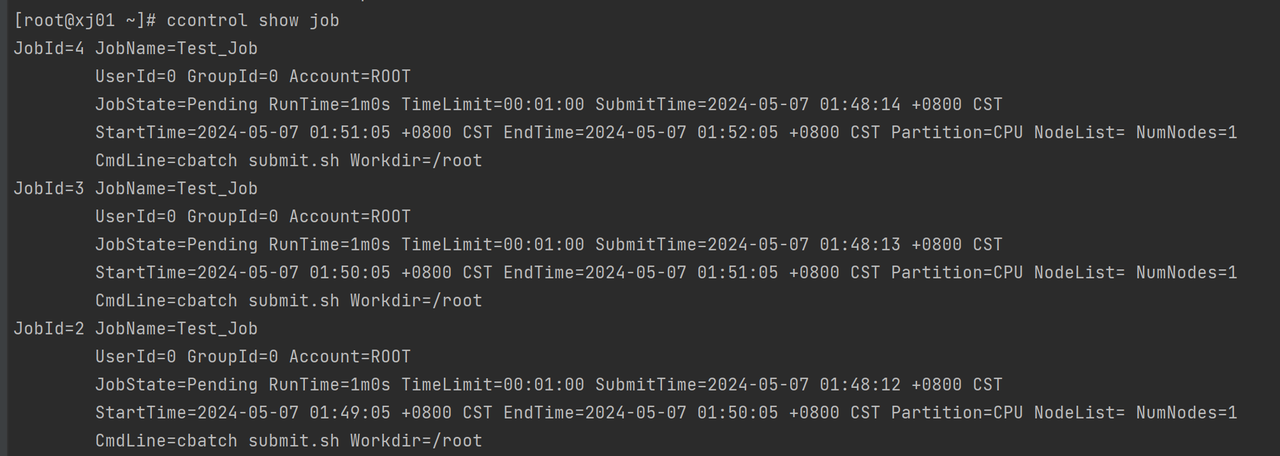 [root@xj01 ~]# ccontrol show job
JobId=4 JobName=Test_Job
        UserId=0 GroupId=0 Account=ROOT
        JobState=Pending RunTime=1m0s TimeLimit=00:01:00 SubmitTime=2024-05-07 01:48:14 +0800 CST
        StartTime=2024-05-07 01:51:05 +0800 CST EndTime=2024-05-07 01:52:05 +0800 CST Partition=CPU NodeList= NumNodes=1
        CmdLine=cbatch submit.sh Workdir=/root
JobId=3 JobName=Test_Job
        UserId=0 GroupId=0 Account=ROOT
        JobState=Pending RunTime=1m0s TimeLimit=00:01:00 SubmitTime=2024-05-07 01:48:13 +0800 CST
        StartTime=2024-05-07 01:50:05 +0800 CST EndTime=2024-05-07 01:51:05 +0800 CST Partition=CPU NodeList= NumNodes=1
        CmdLine=cbatch submit.sh Workdir=/root
JobId=2 JobName=Test_Job
        UserId=0 GroupId=0 Account=ROOT
        JobState=Pending RunTime=1m0s TimeLimit=00:01:00 SubmitTime=2024-05-07 01:48:12 +0800 CST
        StartTime=2024-05-07 01:49:05 +0800 CST EndTime=2024-05-07 01:50:05 +0800 CST Partition=CPU NodeList= NumNodes=1
        CmdLine=cbatch submit.sh Workdir=/root